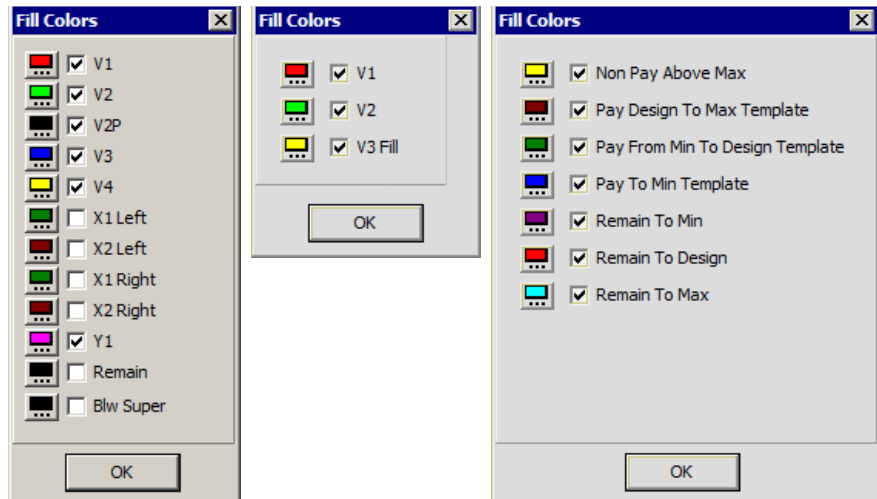 Fill Colors
V1
V2
V2P
V3
V4
X1 Left
X2 Left
X1 Right
X2 Right
Y1
Remain
Blw Super
OK
Fill Colors
V1
V2
V3 Fill
OK
Fill Colors
Non Pay Above Max
Pay Design To Max Template
Pay From Min To Design Template
Pay To Min Template
Remain To Min
Remain To Design
Remain To Max
OK